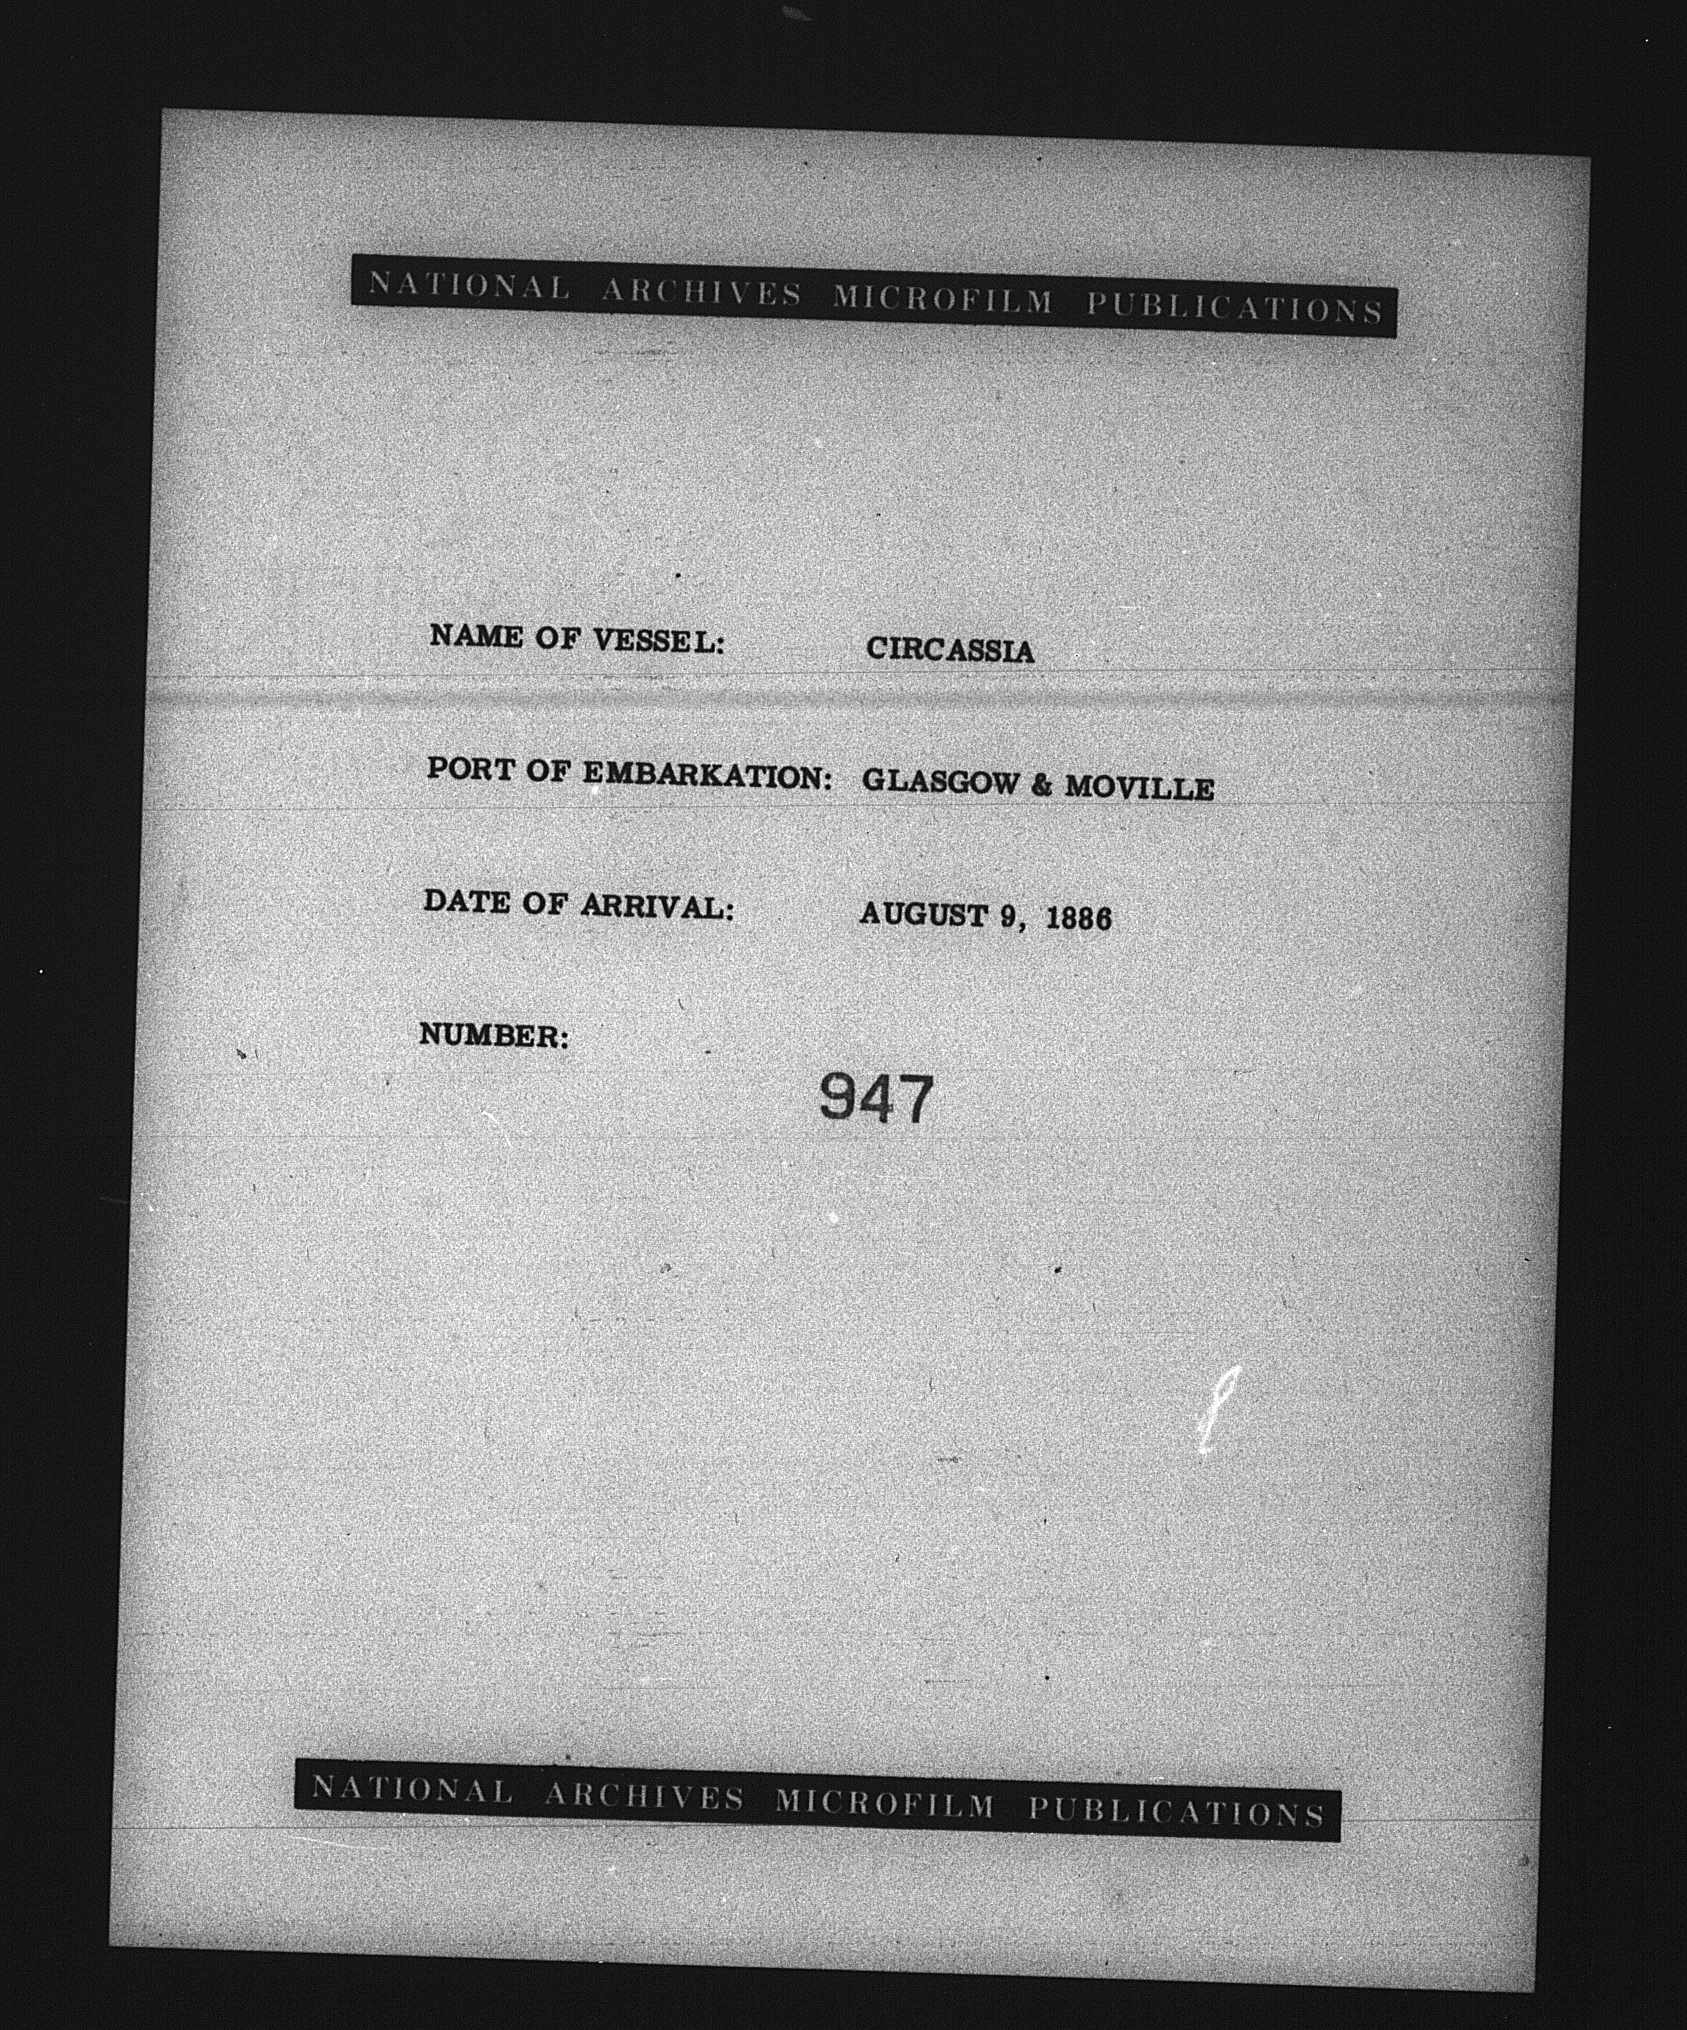 NATIONAL ARCHIVES MICROFILM PUBLICATIONS
NAME OF VESSEL: CIRCASSIA
PORT OF EMBARKATION: GLASGOW & MOVILLE
DATE OF ARRIVAL: AUGUST 9, 1886
NUMBER:
947
NATIONAL ARCHIVES MICROFILM PUBLICATIONS